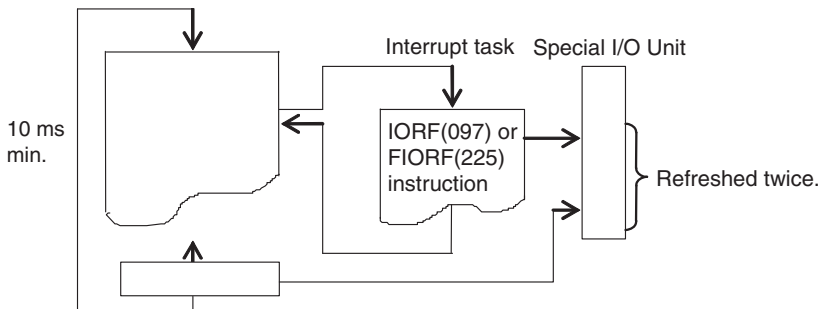 Interrupt task
Special I/O Unit
10 ms
min.
IORF(097) or
FIORF(225)
instruction
Refreshed twice.